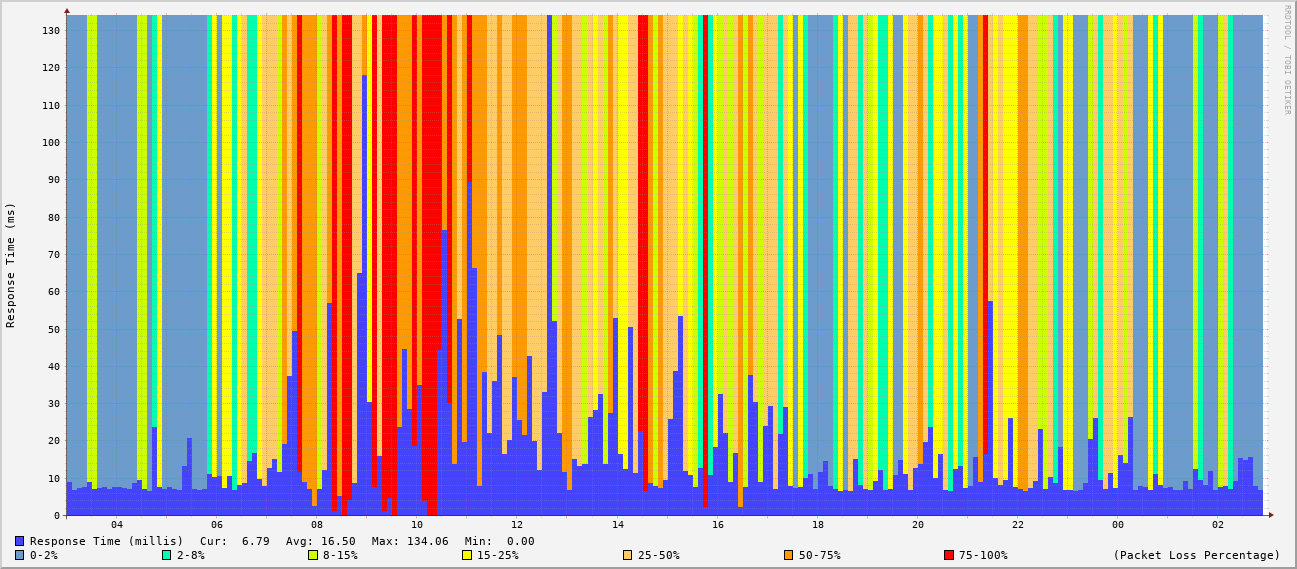 RRDTOOL / TOBI OETIKER
Response Time (ms)
130
120
110
100
90
80
70
60
50
40
30
20
10
0
04 06 08 10 12 14 16 18 20 22 00 02
Response Time (millis) Cur: 6.79 Avg: 16.50 Max: 134.06 Min: 0.00
0-2% 2-8% 8-15% 15-25% 25-50% 50-75% 75-100% (Packet Loss Percentage)